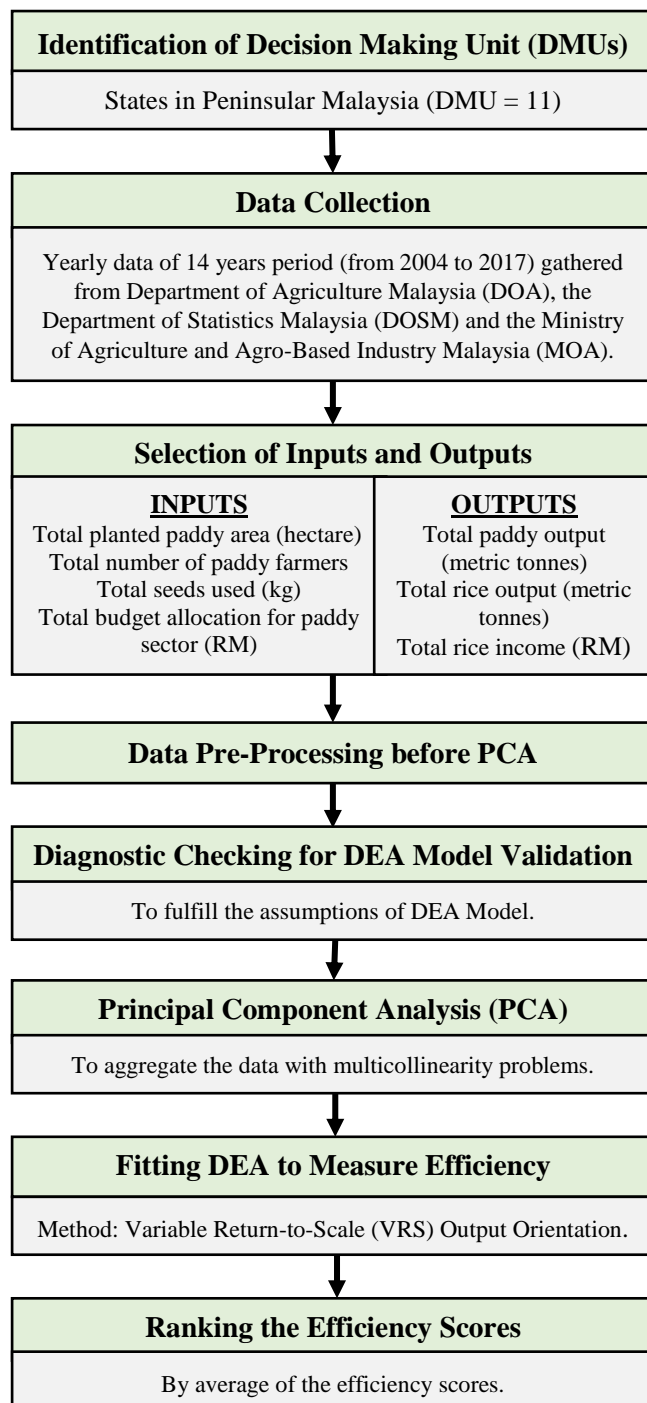 Identification of Decision Making Unit (DMUs)
States in Peninsular Malaysia (DMU = 11)
Data Collection
Yearly data of 14 years period (from 2004 to 2017) gathered
from Department of Agriculture Malaysia (DOA), the
Department of Statistics Malaysia (DOSM) and the Ministry
of Agriculture and Agro-Based Industry Malaysia (MOA).
Selection of Inputs and Outputs
INPUTS
Total planted paddy area (hectare)
Total number of paddy farmers
Total seeds used (kg)
Total budget allocation for paddy
sector (RM)
OUTPUTS
Total paddy output
(metric tonnes)
Total rice output (metric
tonnes)
Total rice income (RM)
Data Pre-Processing before PCA
Diagnostic Checking for DEA Model Validation
To fulfill the assumptions of DEA Model.
Principal Component Analysis (PCA)
To aggregate the data with multicollinearity problems.
Fitting DEA to Measure Efficiency
Method: Variable Return-to-Scale (VRS) Output Orientation.
Ranking the Efficiency Scores
By average of the efficiency scores.